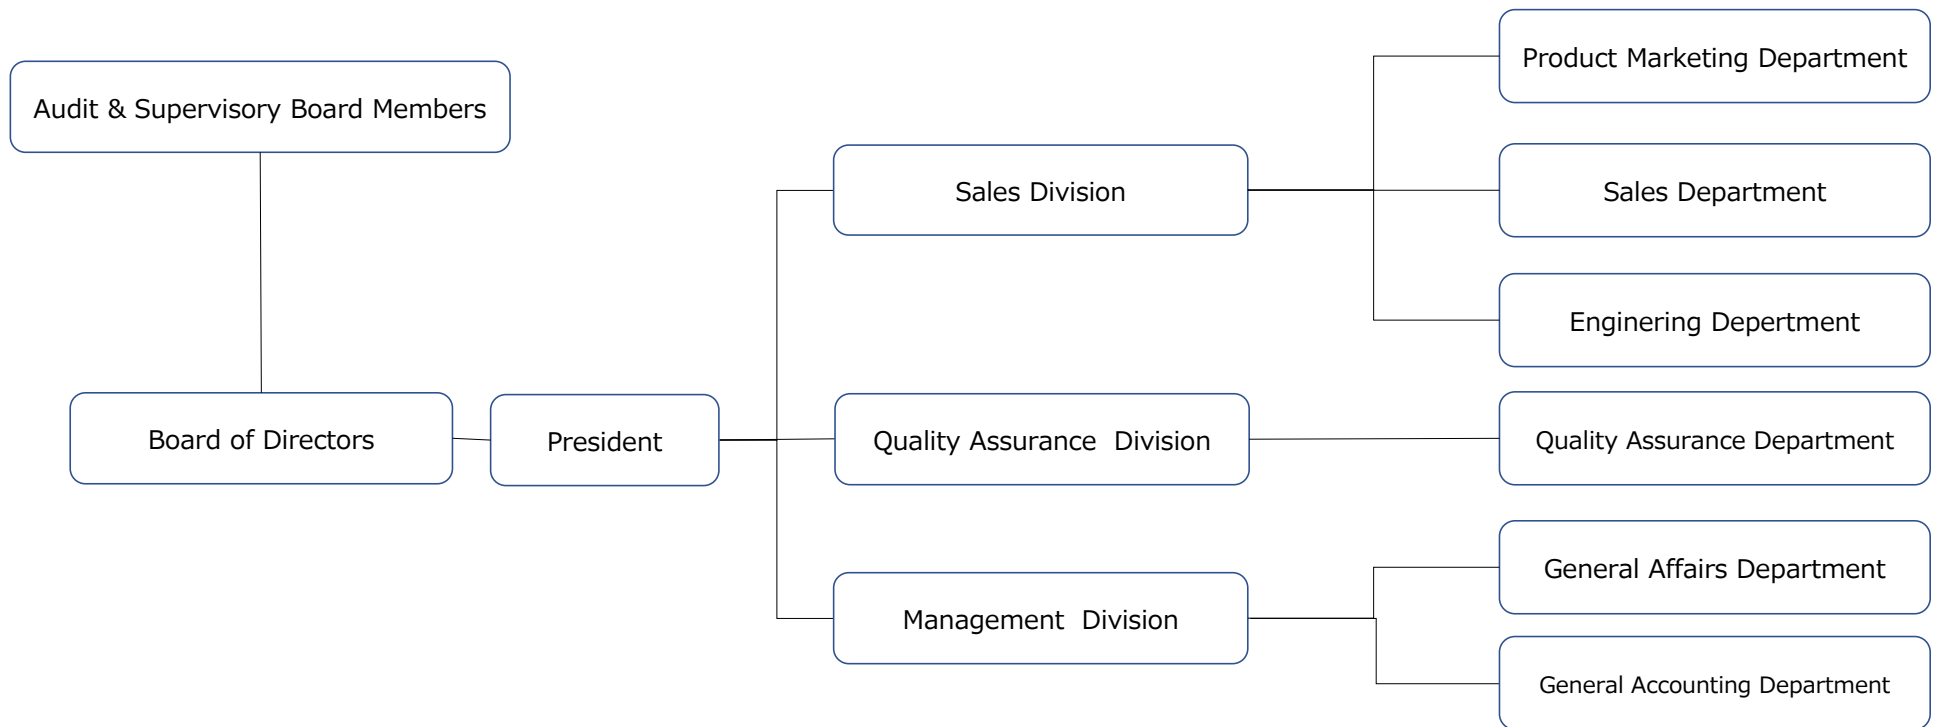 Audit & Supervisory Board Members
Board of Directors
President
Sales Division
Quality Assurance  Division
Management  Division
Product Marketing Department
Sales Department
Enginering Depertment
Quality Assurance Department
General Affairs Department
General Accounting Department